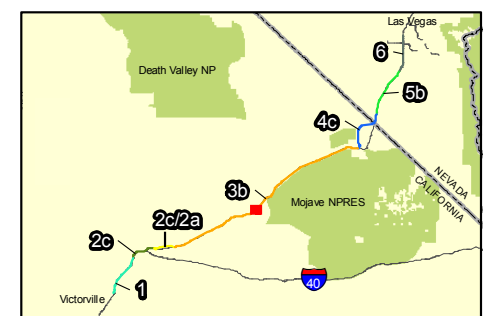 Las Vegas
6
Death Valley NP
5b
4c
NEVADA
CALIFORNIA
3b
Mojave NPRES
2c/2a
2c
40
1
Victorville